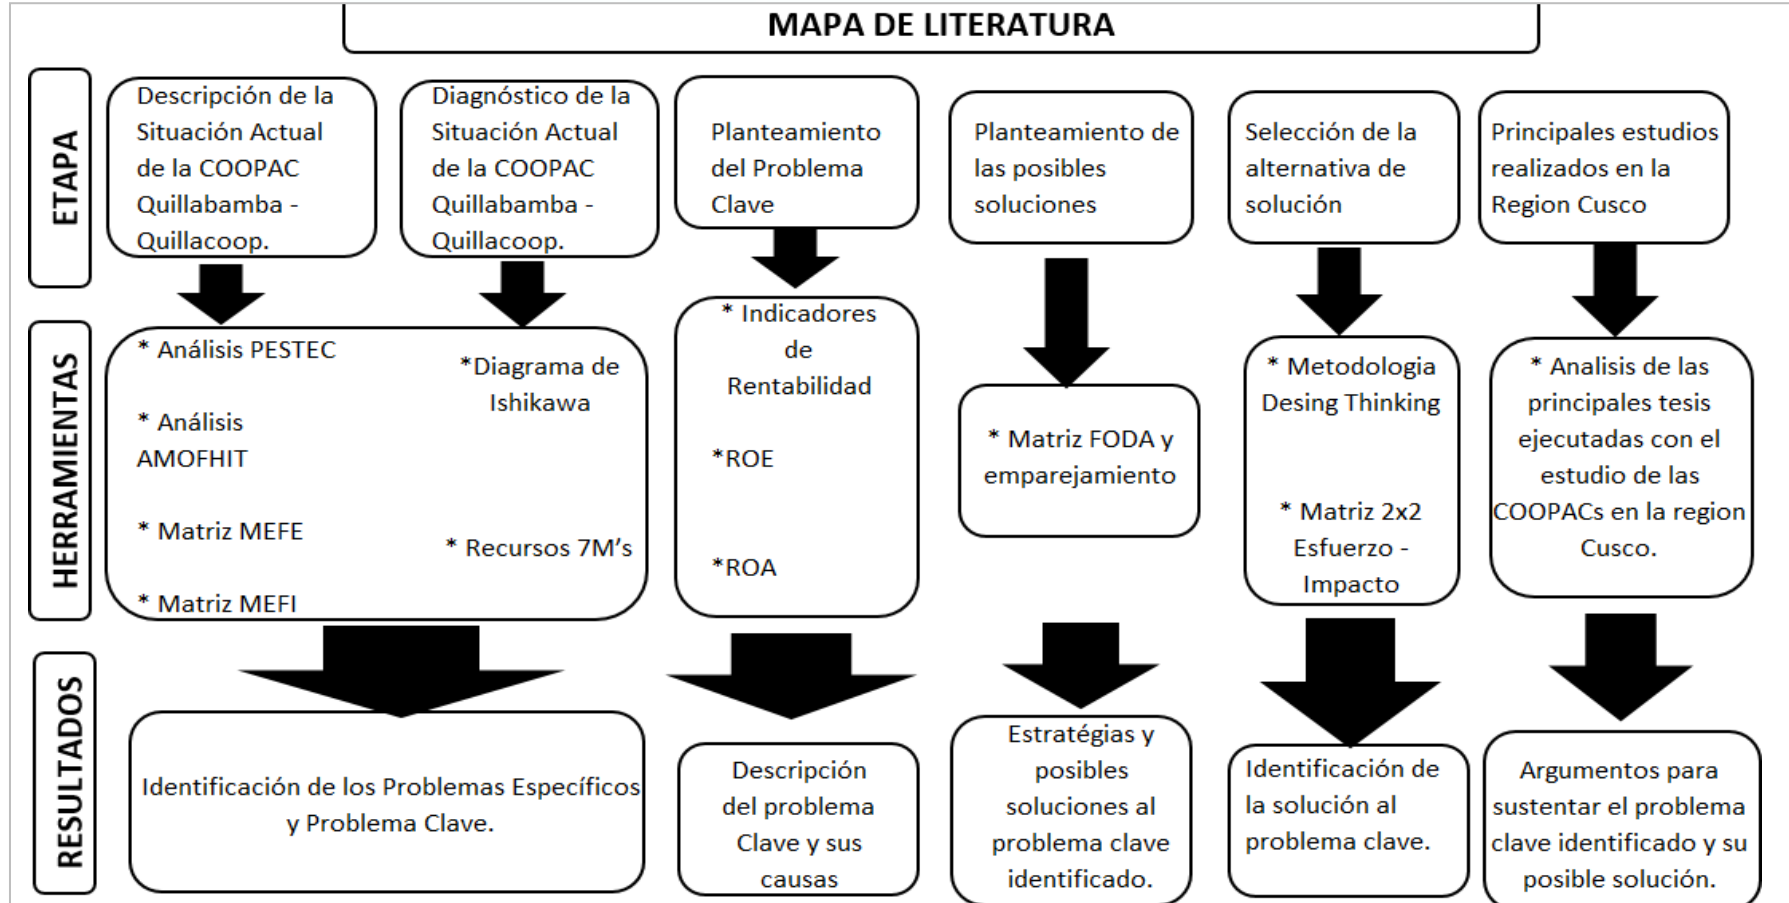 MAPA DE LITERATURA
ETAPA
Descripción de la
Situación Actual
de la COOPAC
Quillabamba -
Quillacoop.
Diagnóstico de la
Situación Actual
de la COOPAC
Quillabamba -
Quillacoop.
Planteamiento
del Problema
Clave
Planteamiento de
las posibles
soluciones
Selección de la
alternativa de
solución
Principales estudios
realizados en la
Region Cusco
HERRAMIENTAS
* Análisis PESTEC
* Análisis
AMOFHIT
* Matriz MEFE
* Matriz MEFI
*Diagrama de
Ishikawa
* Recursos 7M's
* Indicadores
de
Rentabilidad
*ROE
*ROA
* Matriz FODA y
emparejamiento
* Metodologia
Desing Thinking
* Matriz 2x2
Esfuerzo -
Impacto
* Analisis de las
principales tesis
ejecutadas con el
estudio de las
COOPACs en la region
Cusco.
RESULTADOS
Identificación de los Problemas Específicos
y Problema Clave.
Descripción
del problema
Clave y sus
causas
Estratégias y
posibles
soluciones al
problema clave
identificado.
Identificación de
la solución al
problema clave.
Argumentos para
sustentar el problema
clave identificado y su
posible solución.